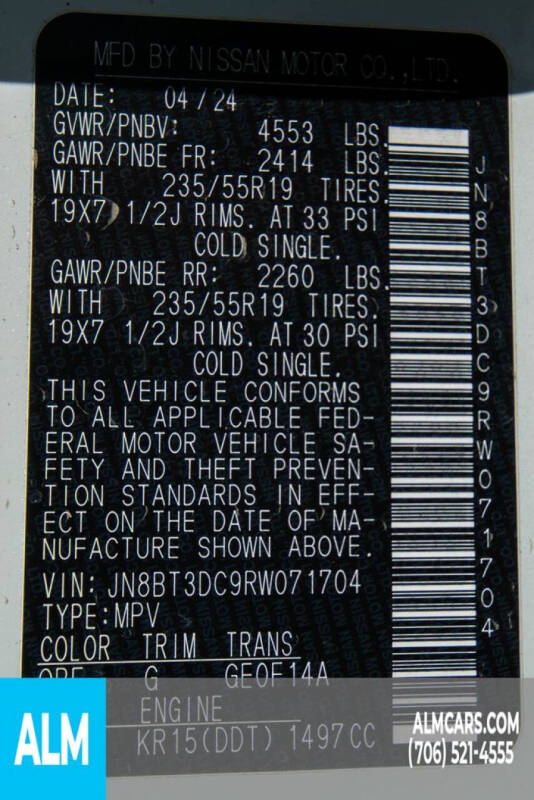 MFD BY NISSAN MOTOR CO.,LTD.
DATE: 04/24
GVWR/PNBV: 4553 LBS.
GAWR/PNBE FR: 2414 LBS.
WITH 235/55R19 TIRES.
19X7 1/2J RIMS. AT 33 PSI
COLD SINGLE.
GAWR/PNBE RR: 2260 LBS.
WITH 235/55R19 TIRES.
19X7 1/2J RIMS. AT 30 PSI
COLD SINGLE.
THIS VEHICLE CONFORMS
TO ALL APPLICABLE FED-
ERAL MOTOR VEHICLE SA-
FETY AND THEFT PREVEN-
TION STANDARDS IN EFF-
ECT ON THE DATE OF MA-
NUFACTURE SHOWN ABOVE.
VIN: JN8BT3DC9RW071704
TYPE:MPV
COLOR TRIM TRANS
G GE0F14A
ENGINE
KR15(DDT) 1497CC
JN8BT3DC9RW071704
ALM
ALMCARS.COM
(706) 521-4555